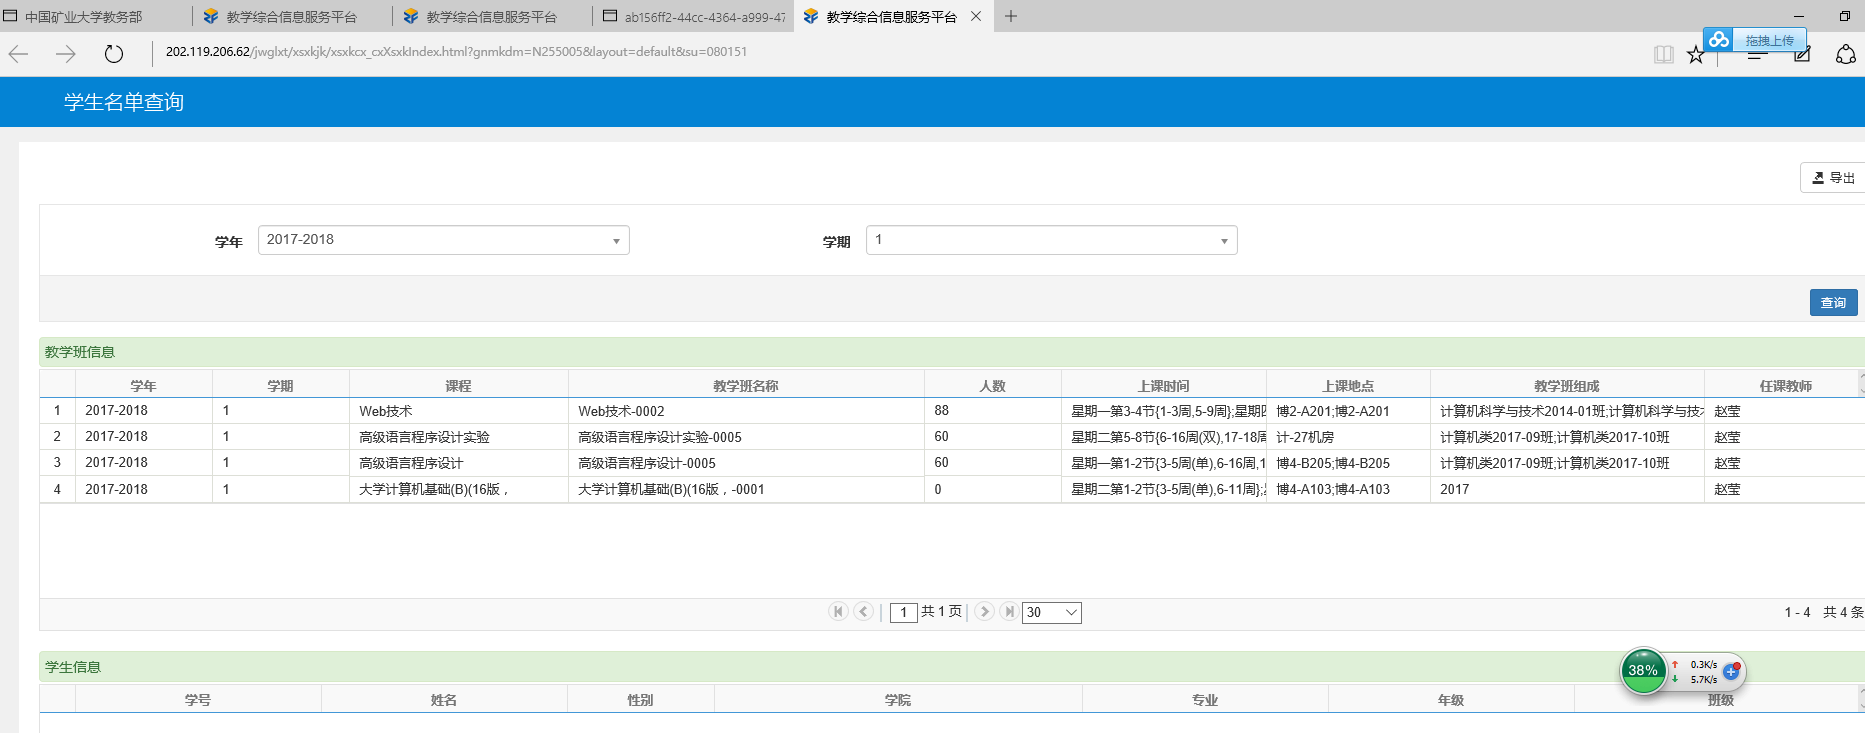 中国矿业大学教务部 教学综合信息服务平台 教学综合信息服务平台 ab156ff2-44cc-4364-a999-47 教学综合信息服务平台
202.119.206.62/jwglxt/xsxkjk/xsxkcx_cxXsxkIndex.html?gnmkdm=N255005&layout=default&su=080151
拖拽上传
学生名单查询
导出
学年 2017-2018 学期 1
查询
教学班信息
学年 学期 课程 教学班名称 人数 上课时间 上课地点 教学班组成 任课教师
1 2017-2018 1 Web技术 Web技术-0002 88 星期一第3-4节{1-3周,5-9周};星期 博2-A201;博2-A201 计算机科学与技术2014-01班;计算机科学与技 赵莹
2 2017-2018 1 高级语言程序设计实验 高级语言程序设计实验-0005 60 星期二第5-8节{6-16周(双),17-18周 计-27机房 计算机类2017-09班;计算机类2017-10班 赵莹
3 2017-2018 1 高级语言程序设计 高级语言程序设计-0005 60 星期一第1-2节{3-5周(单),6-16周,1 博4-B205;博4-B205 计算机类2017-09班;计算机类2017-10班 赵莹
4 2017-2018 1 大学计算机基础(B)(16版， 大学计算机基础(B)(16版，-0001 0 星期二第1-2节{3-5周(单),6-11周}; 博4-A103;博4-A103 2017 赵莹
1 共 1 页 30 1 - 4 共 4 条
学生信息
38% 0.3K/s
5.7K/s
学号 姓名 性别 学院 专业 年级 班级